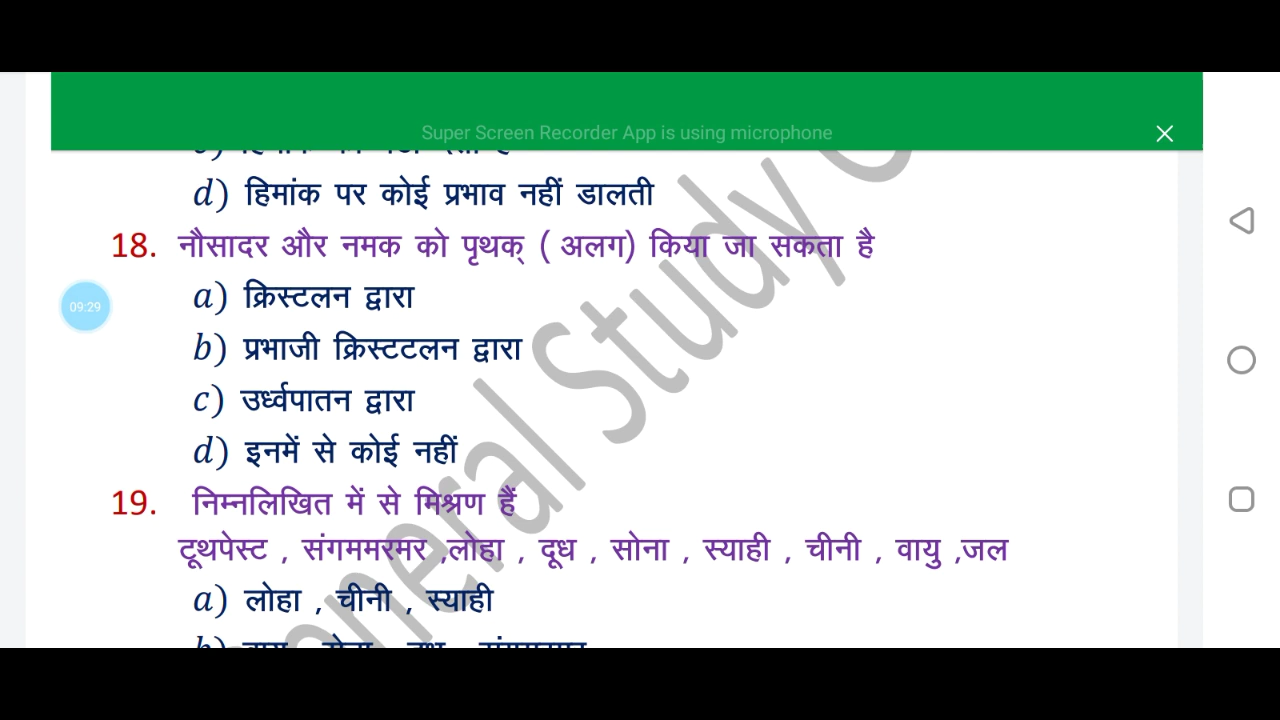 Super Screen Recorder App is using microphone
d) हिमांक पर कोई प्रभाव नहीं डालती
18. नौसादर और नमक को पृथक् ( अलग) किया जा सकता है
09:29
a) क्रिस्टलन द्वारा
b) प्रभाजी क्रिस्टटलन द्वारा
c) उर्ध्वपातन द्वारा
d) इनमें से कोई नहीं
19. निम्नलिखित में से मिश्रण हैं
टूथपेस्ट , संगममरमर ,लोहा , दूध , सोना , स्याही , चीनी , वायु ,जल
a) लोहा , चीनी , स्याही
Study